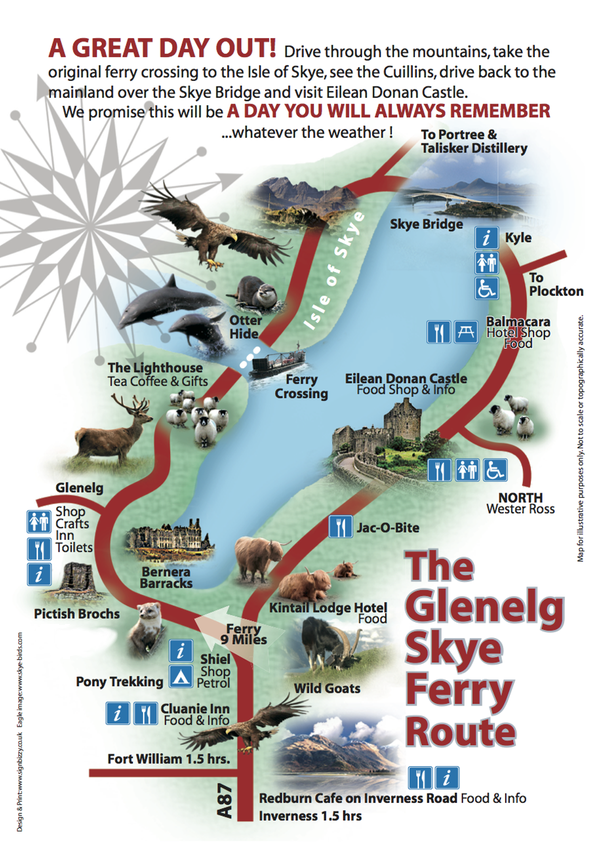 A GREAT DAY OUT! Drive through the mountains, take the
original ferry crossing to the Isle of Skye, see the Cuillins, drive back to the
mainland over the Skye Bridge and visit Eilean Donan Castle.
We promise this will be A DAY YOU WILL ALWAYS REMEMBER
...whatever the weather !
To Portree &
Talisker Distillery
Skye Bridge
i
Kyle
Isle of Skye
To
Plockton
Balmacara
Hotel Shop
Food
Otter
Hide
The Lighthouse
Tea Coffee & Gifts
Ferry
Crossing
Eilean Donan Castle
Food Shop & Info
NORTH
Wester Ross
Glenelg
Shop
Crafts
Inn
Toilets
i
Jac-O-Bite
Bernera
Barracks
Pictish Brochs
Kintail Lodge Hotel
Food
Ferry
9 Miles
i
Shiel
Shop
Petrol
Pony Trekking
Wild Goats
i
Cluanie Inn
Food & Info
Fort William 1.5 hrs.
A87
i
Redburn Cafe on Inverness Road Food & Info
Inverness 1.5 hrs
The
Glenelg
Skye
Ferry
Route
Map for illustrative purposes only. Not to scale or topographically accurate.
Design & Print: www.signbizzy.co.uk Eagle image: www.skye-birds.com